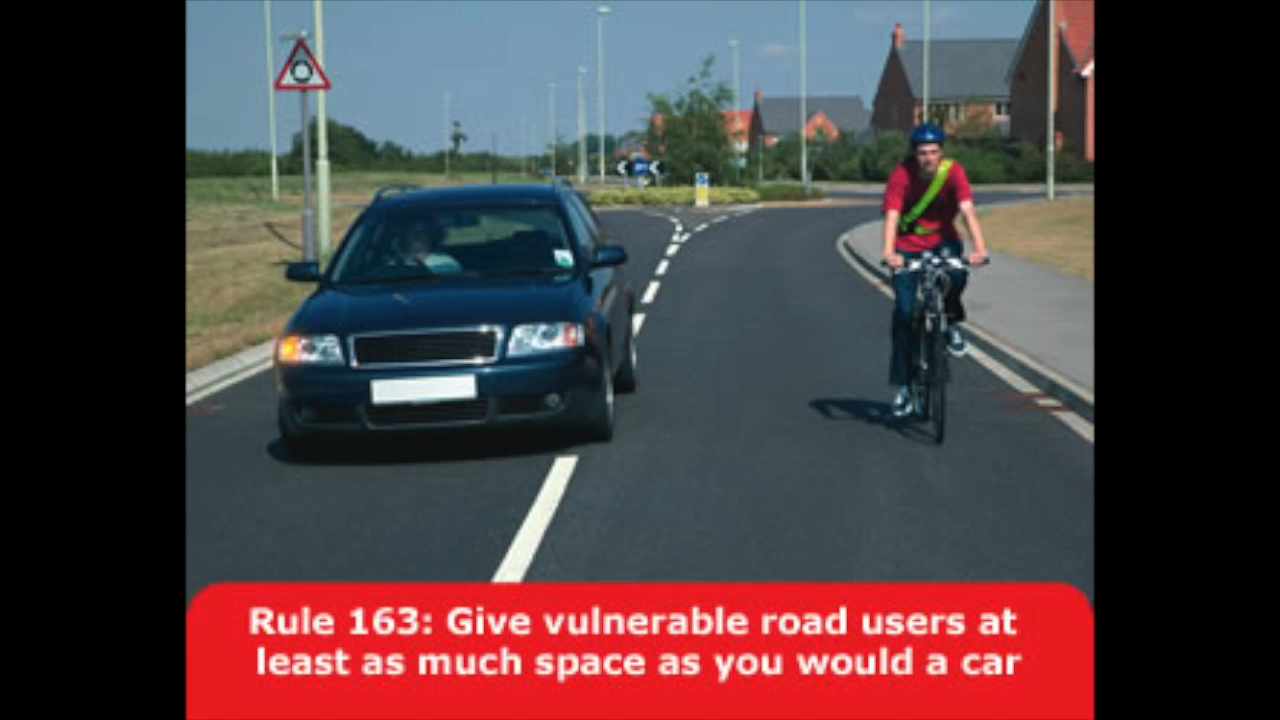 Rule 163: Give vulnerable road users at
least as much space as you would a car